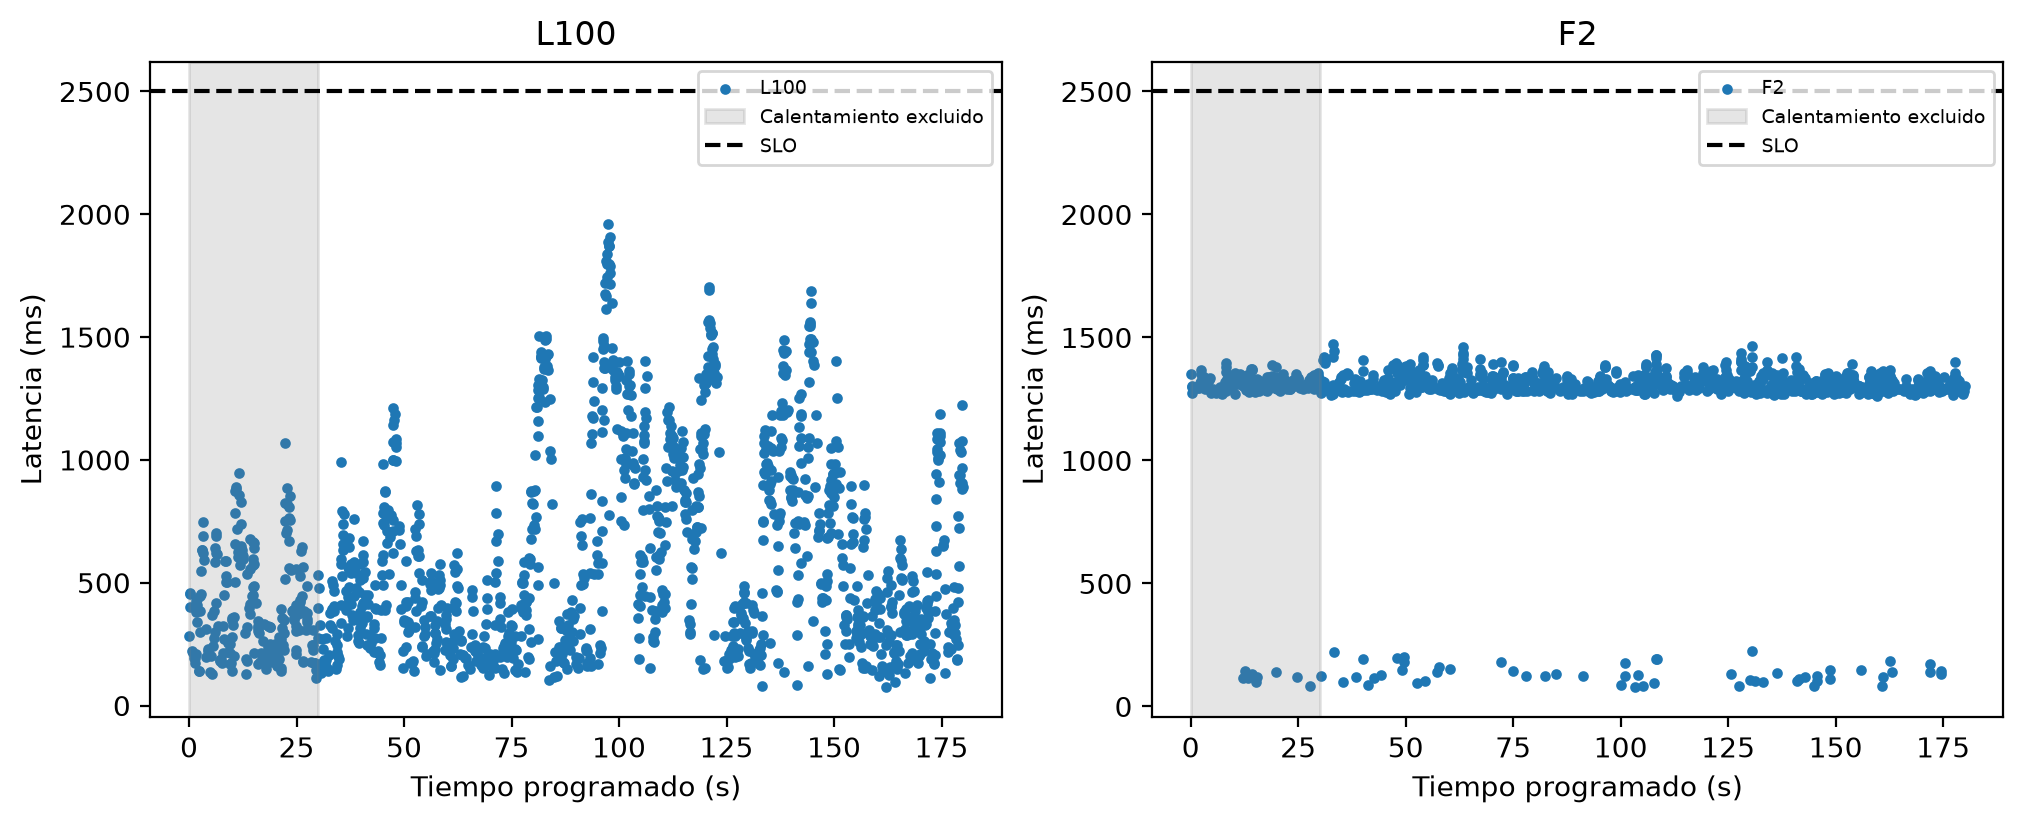 L100
2500
2000
1500
1000
500
0
Latencia (ms)
L100
Calentamiento excluido
SLO
0 25 50 75 100 125 150 175
Tiempo programado (s)
F2
2500
2000
1500
1000
500
0
Latencia (ms)
F2
Calentamiento excluido
SLO
0 25 50 75 100 125 150 175
Tiempo programado (s)